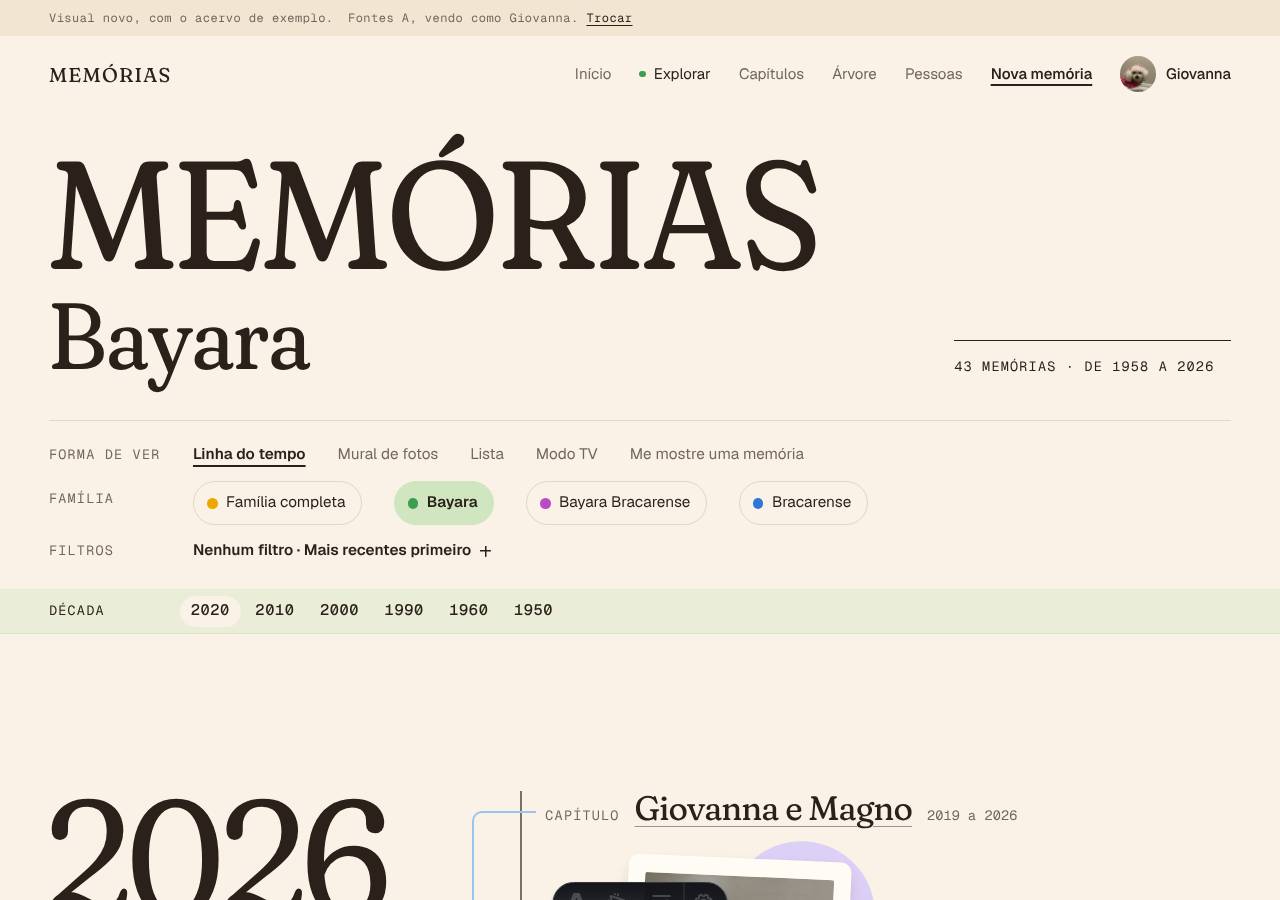 Visual novo, com o acervo de exemplo. Fontes A, vendo como Giovanna. Trocar
MEMÓRIAS
Início
Explorar
Capítulos
Árvore
Pessoas
Nova memória
Giovanna
MEMÓRIAS
Bayara
43 MEMÓRIAS · DE 1958 A 2026
FORMA DE VER
Linha do tempo
Mural de fotos
Lista
Modo TV
Me mostre uma memória
FAMÍLIA
Família completa
Bayara
Bayara Bracarense
Bracarense
FILTROS
Nenhum filtro · Mais recentes primeiro +
DÉCADA
2020
2010
2000
1990
1960
1950
2026
CAPÍTULO
Giovanna e Magno
2019 a 2026